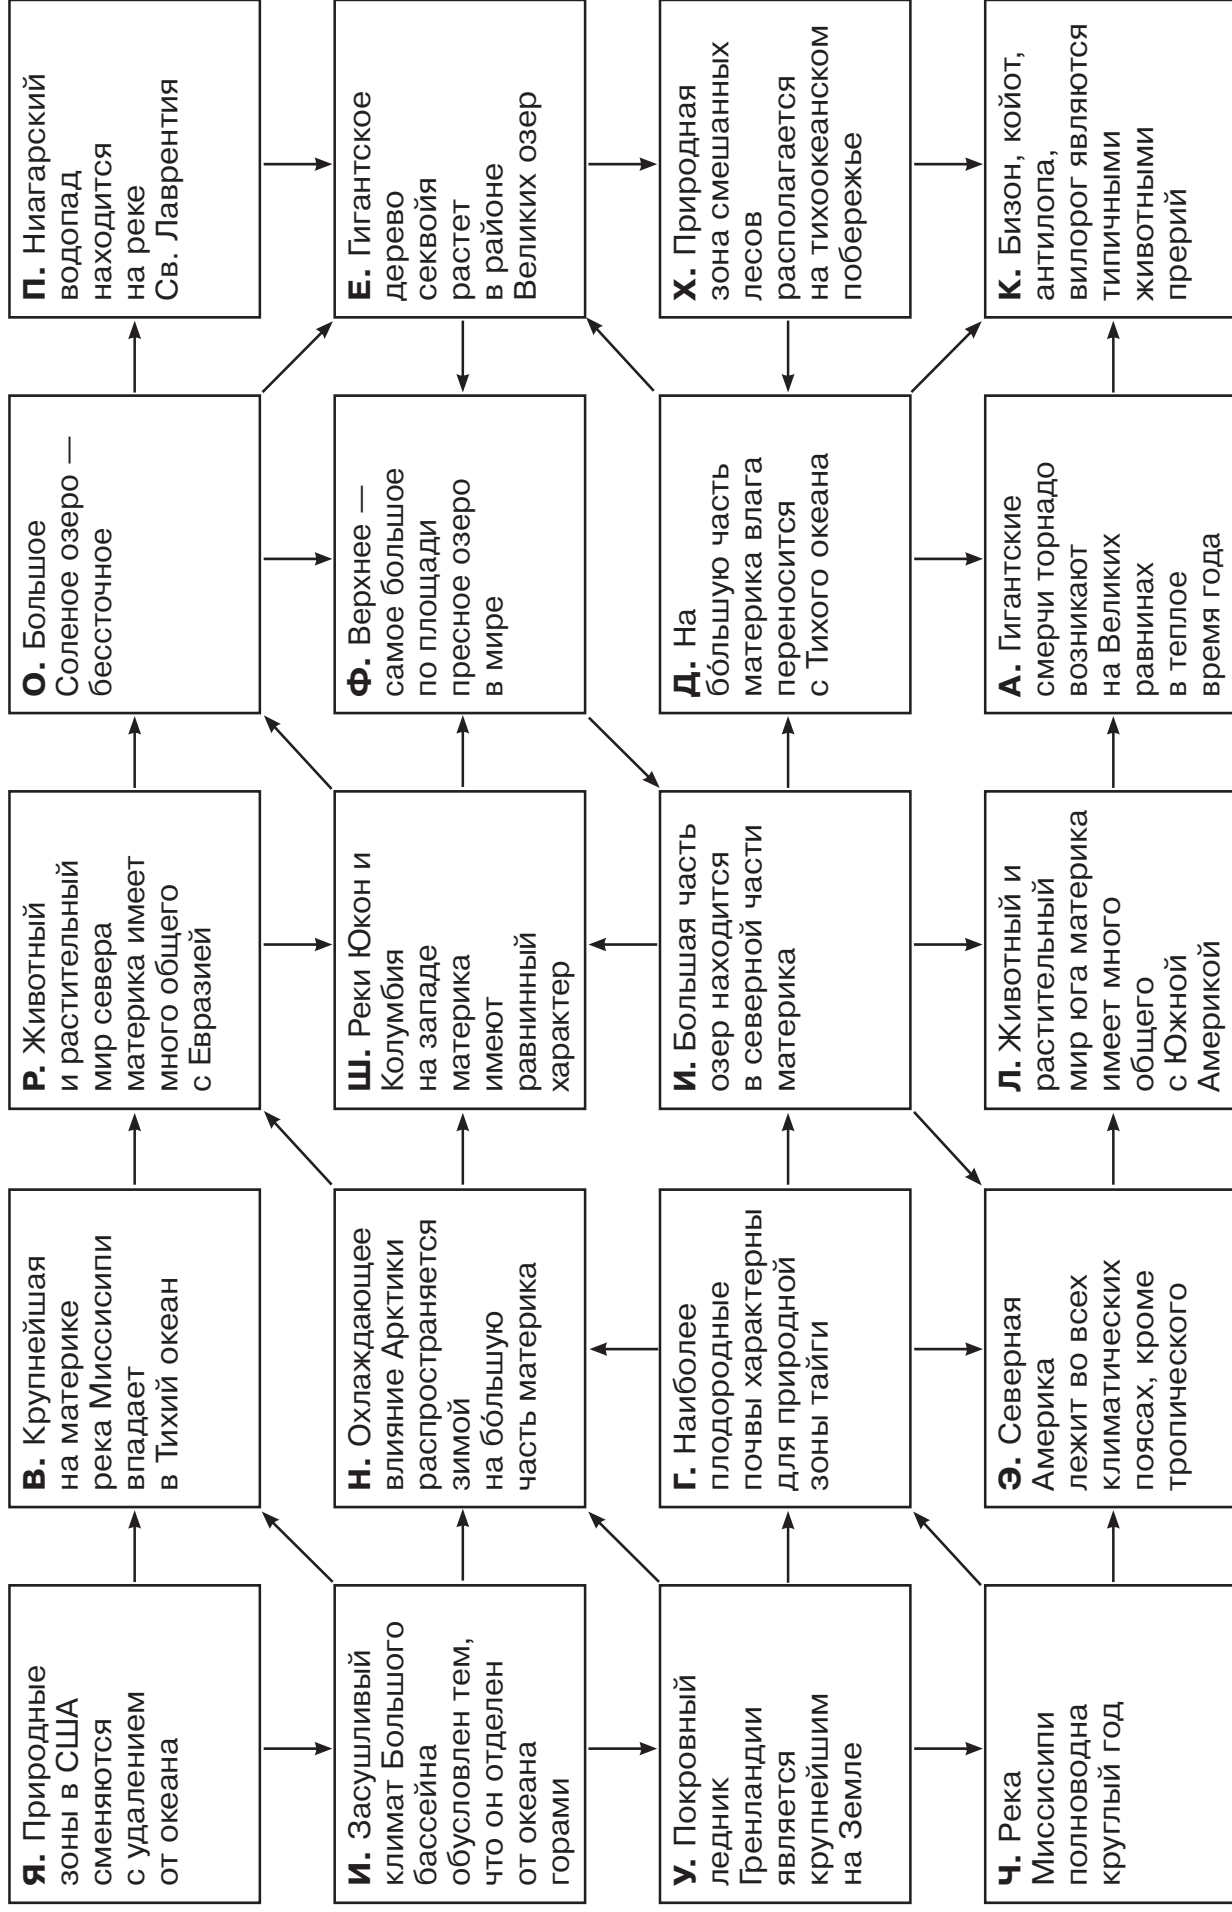 Я. Природные
зоны в США
сменяются
с удалением
от океана
В. Крупнейшая
на материке
река Миссисипи
впадает
в Тихий океан
Р. Животный
и растительный
мир севера
материка имеет
много общего
с Евразией
О. Большое
Соленое озеро —
бессточное
П. Ниагарский
водопад
находится
на реке
Св. Лаврентия
И. Засушливый
климат Большого
бассейна
обусловлен тем,
что он отделен
от океана
горами
Н. Охлаждающее
влияние Арктики
распространяется
зимой
на бо́льшую
часть материка
Ш. Реки Юкон и
Колумбия
на западе
материка
имеют
равнинный
характер
Ф. Верхнее —
самое большое
по площади
пресное озеро
в мире
Е. Гигантское
дерево
секвойя
растет
в районе
Великих озер
У. Покровный
ледник
Гренландии
является
крупнейшим
на Земле
Г. Наиболее
плодородные
почвы характерны
для природной
зоны тайги
И. Большая часть
озер находится
в северной части
материка
Д. На
бо́льшую часть
материка влага
переносится
с Тихого океана
Х. Природная
зона смешанных
лесов
располагается
на тихоокеанском
побережье
Ч. Река
Миссисипи
полноводна
круглый год
Э. Северная
Америка
лежит во всех
климатических
поясах, кроме
тропического
Л. Животный и
растительный
мир юга материка
имеет много
общего
с Южной
Америкой
А. Гигантские
смерчи торнадо
возникают
на Великих
равнинах
в теплое
время года
К. Бизон, койот,
антилопа,
вилорог являются
типичными
животными
прерий